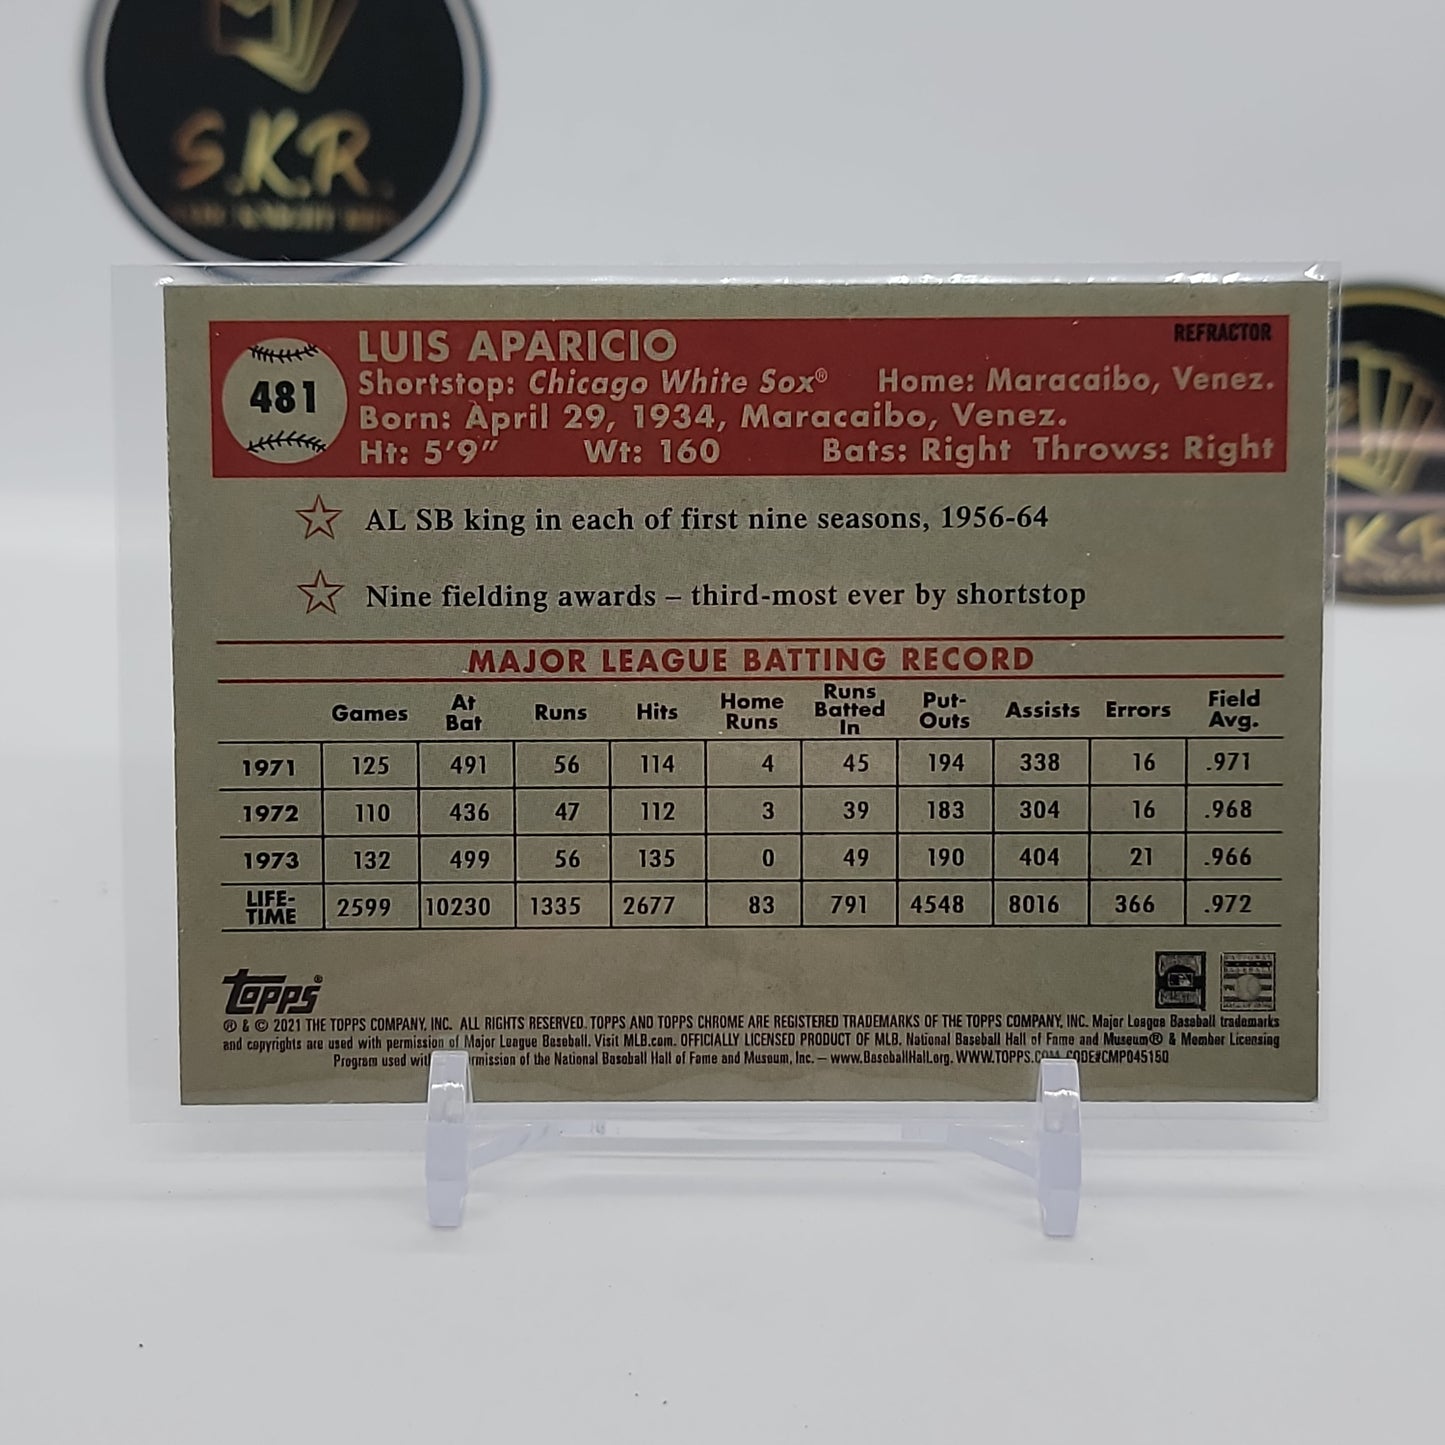 S.K.R.
481
LUIS APARICIO
REFRACTOR
Shortstop: Chicago White Sox® Home: Maracaibo, Venez.
Born: April 29, 1934, Maracaibo, Venez.
Ht: 5'9" Wt: 160 Bats: Right Throws: Right
AL SB king in each of first nine seasons, 1956-64
Nine fielding awards – third-most ever by shortstop
MAJOR LEAGUE BATTING RECORD
Games At Bat Runs Hits Home Runs Runs Batted In Put-Outs Assists Errors Field Avg.
1971 125 491 56 114 4 45 194 338 16 .971
1972 110 436 47 112 3 39 183 304 16 .968
1973 132 499 56 135 0 49 190 404 21 .966
LIFE-TIME 2599 10230 1335 2677 83 791 4548 8016 366 .972
topps®
® & © 2021 THE TOPPS COMPANY, INC. ALL RIGHTS RESERVED. TOPPS AND TOPPS CHROME ARE REGISTERED TRADEMARKS OF THE TOPPS COMPANY, INC. Major League Baseball trademarks
and copyrights are used with permission of Major League Baseball. Visit MLB.com. OFFICIALLY LICENSED PRODUCT OF MLB. National Baseball Hall of Fame and Museum® & Member Licensing
Program used wit mission of the National Baseball Hall of Fame and Museum, Inc. – www.BaseballHall.org. WWW.TOPPS.COM CODE#CMP045150